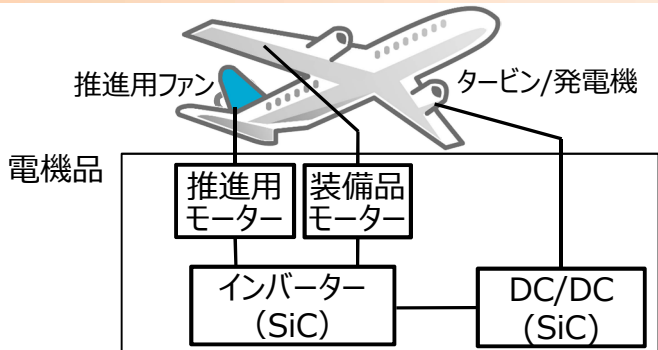 推進用ファン
タービン/発電機
電機品
推進用
モーター
装備品
モーター
インバーター
（SiC）
DC/DC
（SiC）